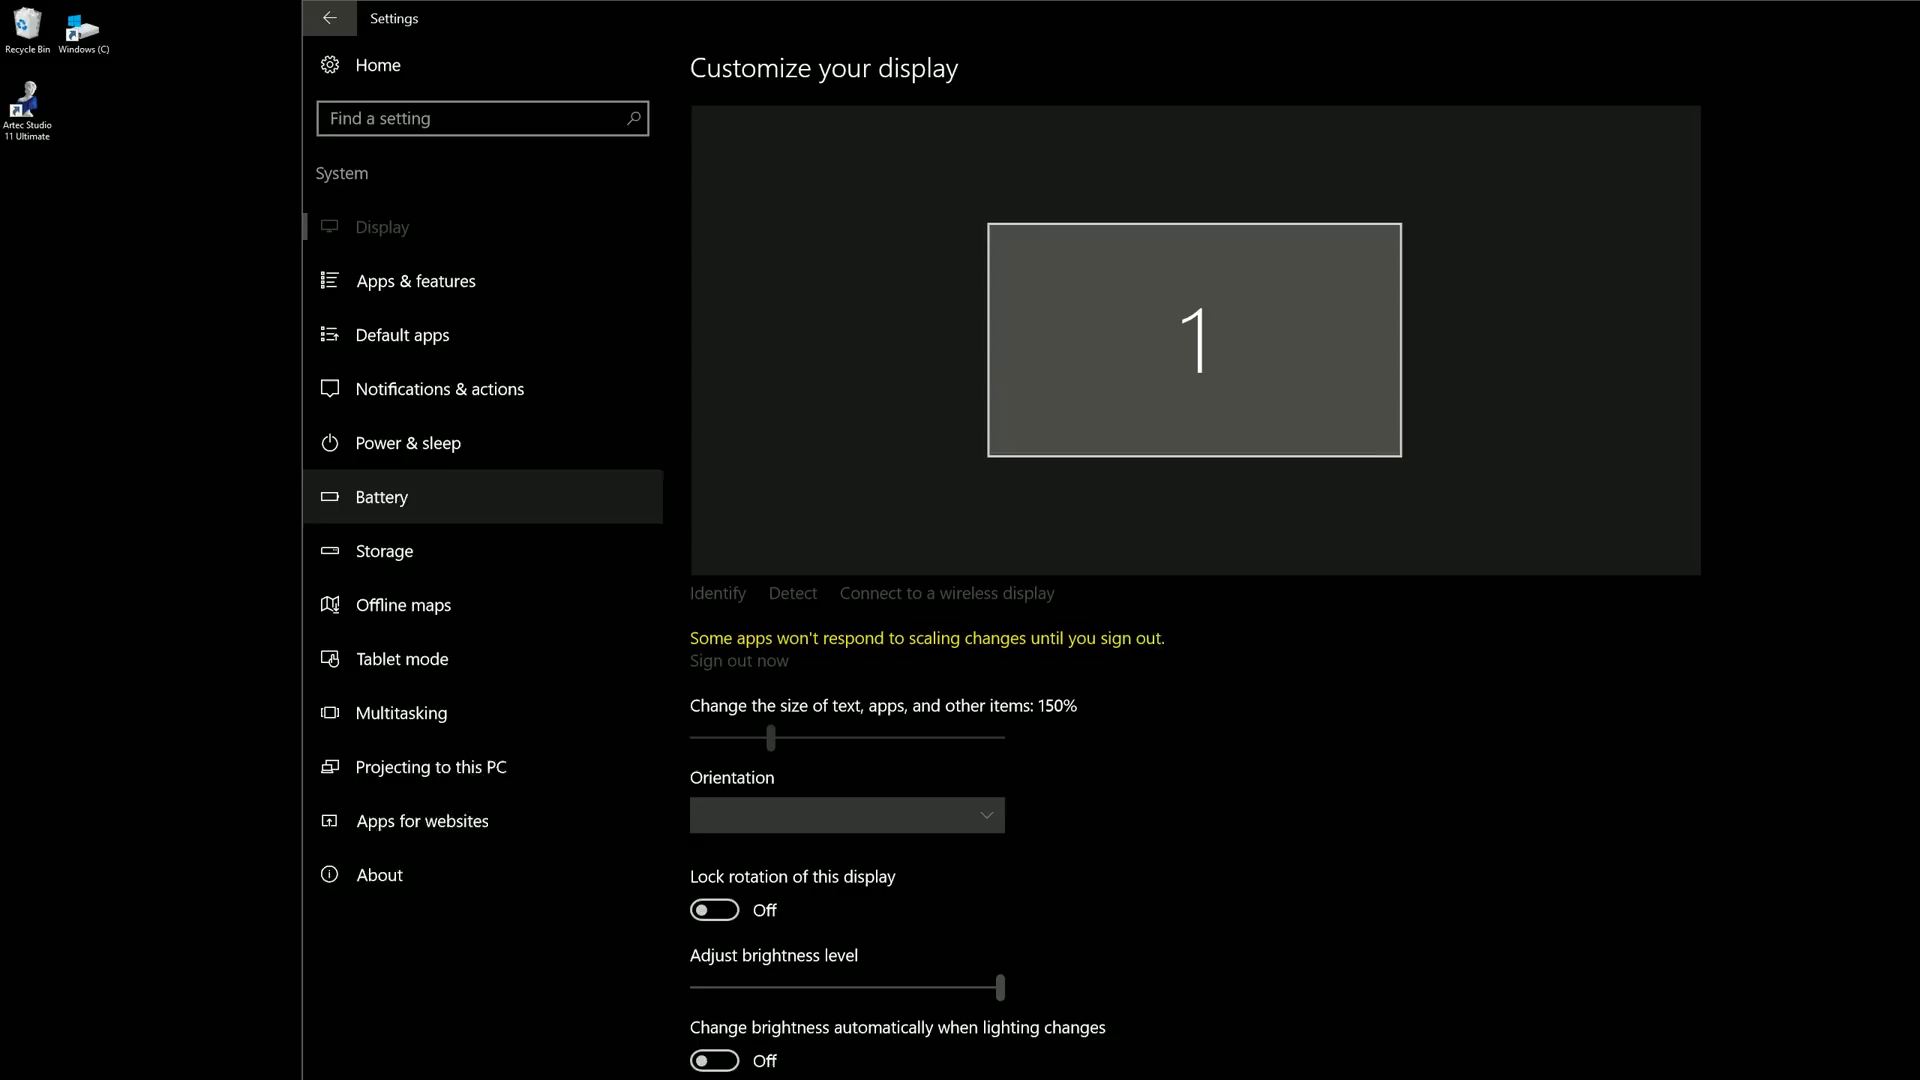 Recycle Bin
Windows (C)
Artec Studio
11 Ultimate
Settings
Home
Find a setting
System
Display
Apps & features
Default apps
Notifications & actions
Power & sleep
Battery
Storage
Offline maps
Tablet mode
Multitasking
Projecting to this PC
Apps for websites
About
Customize your display
1
Identify Detect Connect to a wireless display
Some apps won't respond to scaling changes until you sign out.
Sign out now
Change the size of text, apps, and other items: 150%
Orientation
Lock rotation of this display
Off
Adjust brightness level
Change brightness automatically when lighting changes
Off